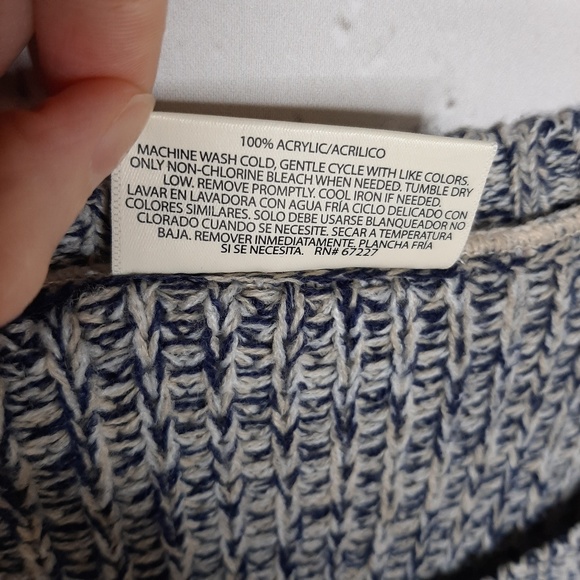 100% ACRYLIC/ACRILICO
MACHINE WASH COLD, GENTLE CYCLE WITH LIKE COLORS.
ONLY NON-CHLORINE BLEACH WHEN NEEDED. TUMBLE DRY
LOW. REMOVE PROMPTLY. COOL IRON IF NEEDED.
LAVAR EN LAVADORA CON AGUA FRIA CICLO DELICADO CON
COLORES SIMILARES. SOLO DEBE USARSE BLANQUEADOR NO
CLORADO CUANDO SE NECESITE. SECAR A TEMPERATURA
BAJA. REMOVER INMEDIATAMENTE. PLANCHA FRÍA
SI SE NECESITA. RN# 67227